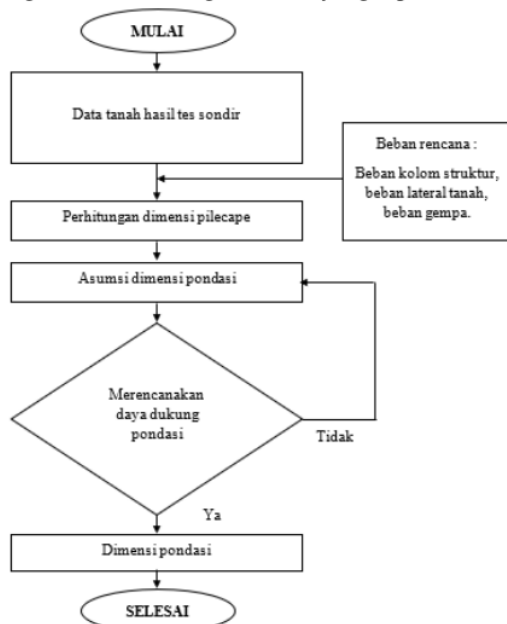 MULAI
Data tanah hasil tes sondir
Beban rencana :
Beban kolom struktur,
beban lateral tanah,
beban gempa.
Perhitungan dimensi pilecape
Asumsi dimensi pondasi
Merencanakan
daya dukung
pondasi
Tidak
Ya
Dimensi pondasi
SELESAI